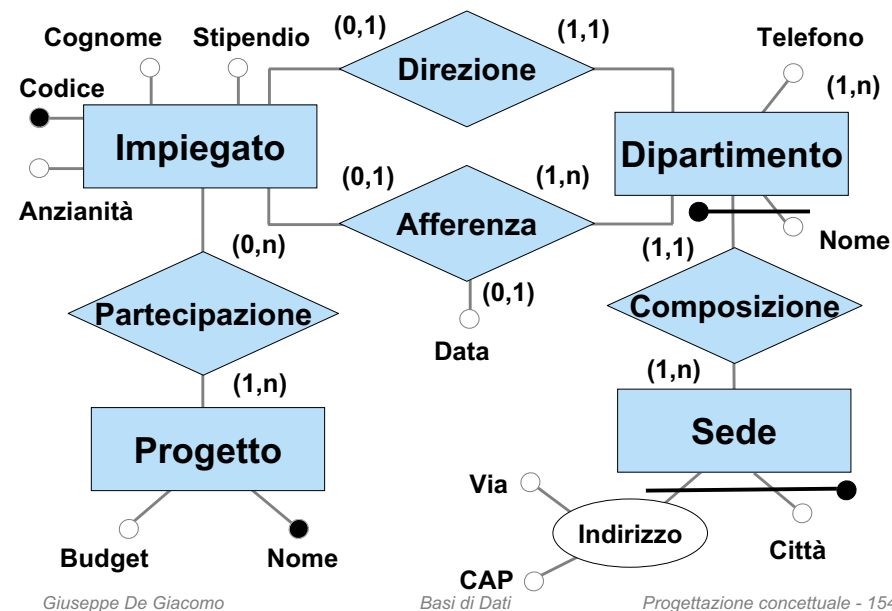 (0,1)
Cognome Stipendio
(1,1)
Telefono
Direzione
Codice
(1,n)
Impiegato
Dipartimento
(0,1)
(1,n)
Anzianità
Afferenza
Nome
(0,n)
(1,1)
(0,1)
Partecipazione
Composizione
Data
(1,n)
(1,n)
Progetto
Sede
Via
Indirizzo
Città
Budget
Nome
CAP
Giuseppe De Giacomo Basi di Dati Progettazione concettuale - 154